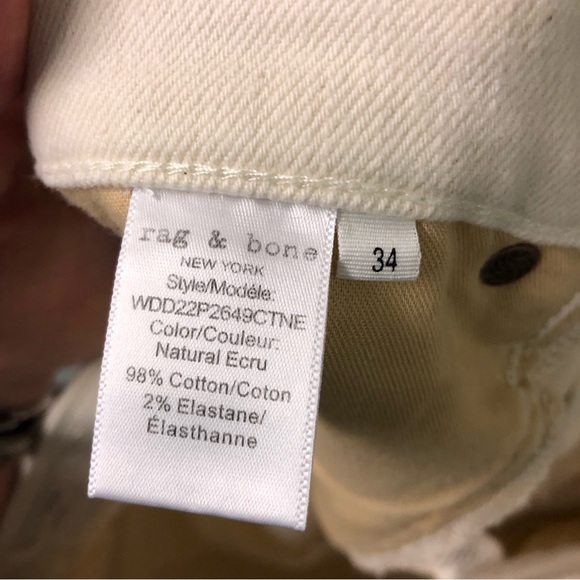 rag & bone
NEW YORK
Style/Modèle:
WDD22P2649CTNE
Color/Couleur:
Natural Ecru
98% Cotton/Coton
2% Elastane/
Élasthanne
34